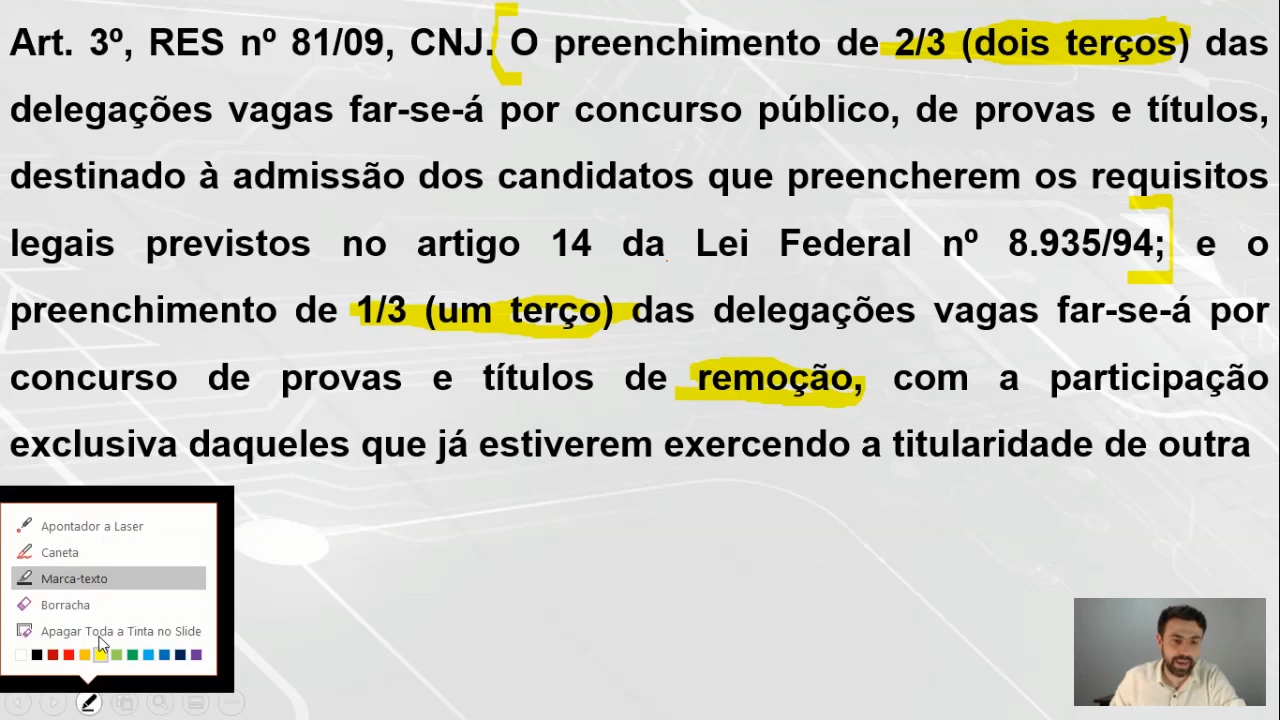 Art. 3º, RES nº 81/09, CNJ. O preenchimento de 2/3 (dois terços) das
delegações vagas far-se-á por concurso público, de provas e títulos,
destinado à admissão dos candidatos que preencherem os requisitos
legais previstos no artigo 14 da Lei Federal nº 8.935/94; e o
preenchimento de 1/3 (um terço) das delegações vagas far-se-á por
concurso de provas e títulos de remoção, com a participação
exclusiva daqueles que já estiverem exercendo a titularidade de outra
Apontador a Laser
Caneta
Marca-texto
Borracha
Apagar Toda a Tinta no Slide